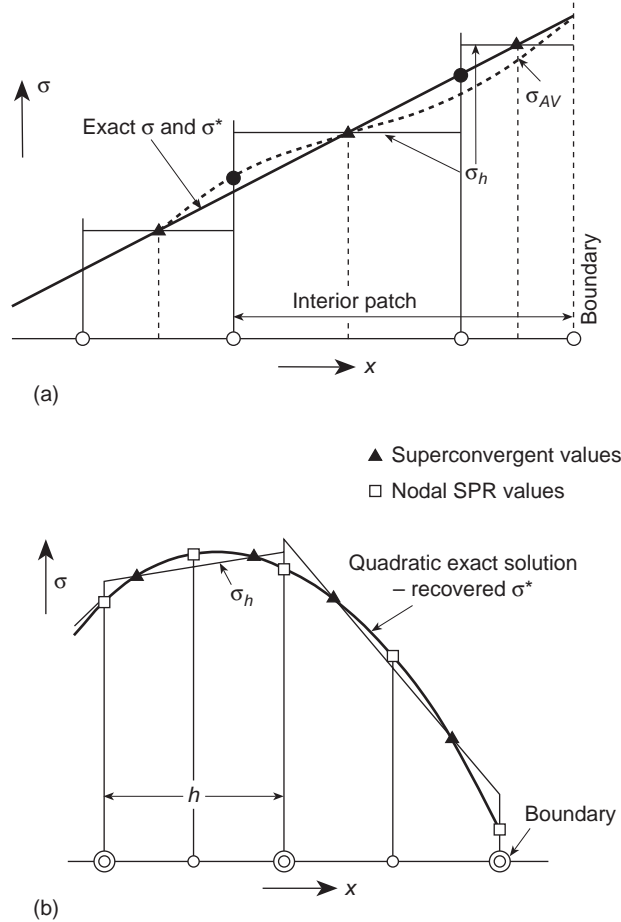 σ
Exact σ and σ*
σAV
σh
Boundary
Interior patch
x
(a)
Superconvergent values
Nodal SPR values
σ
σh
Quadratic exact solution
– recovered σ*
h
Boundary
x
(b)